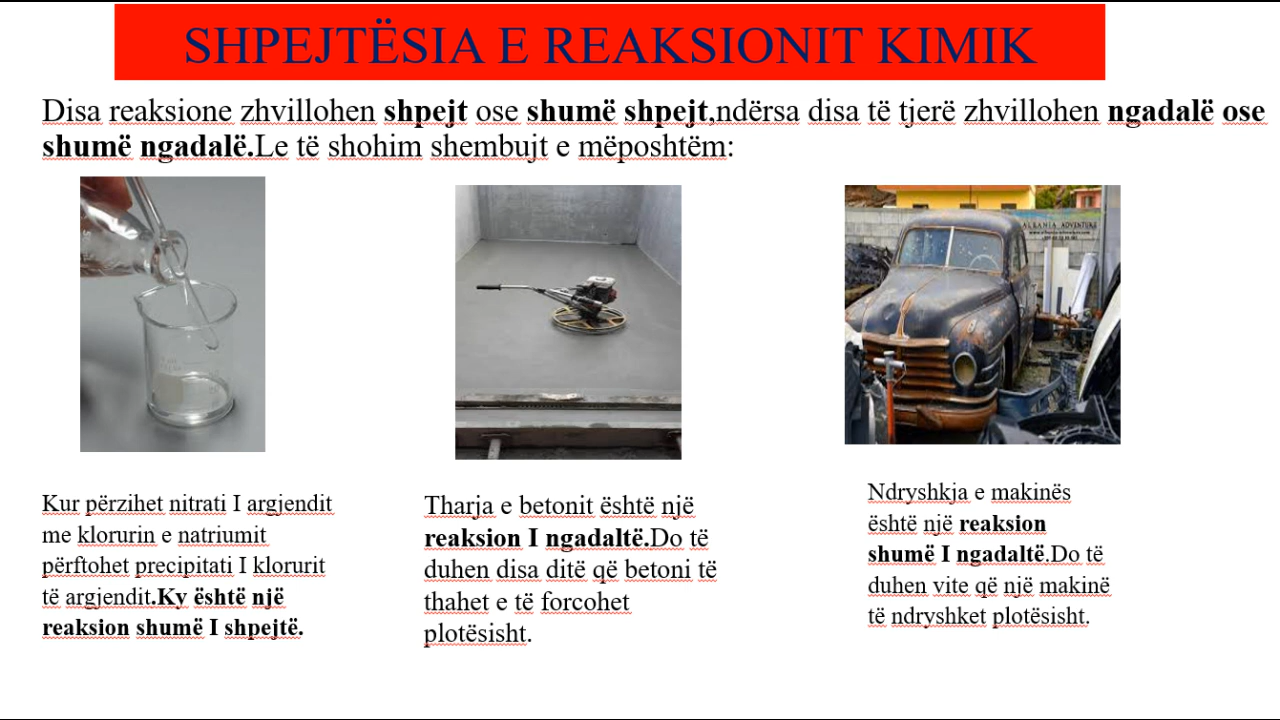 SHPEJTËSIA E REAKSIONIT KIMIK
Disa reaksione zhvillohen shpejt ose shumë shpejt,ndërsa disa të tjerë zhvillohen ngadalë ose
shumë ngadalë.Le të shohim shembujt e mëposhtëm:
ALBANIA ADVENTURE
Kur përzihet nitrati I argjendit
me klorurin e natriumit
përftohet precipitati I klorurit
të argjendit.Ky është një
reaksion shumë I shpejtë.
Tharja e betonit është një
reaksion I ngadaltë.Do të
duhen disa ditë që betoni të
thahet e të forcohet
plotësisht.
Ndryshkja e makinës
është një reaksion
shumë I ngadaltë.Do të
duhen vite që një makinë
të ndryshket plotësisht.